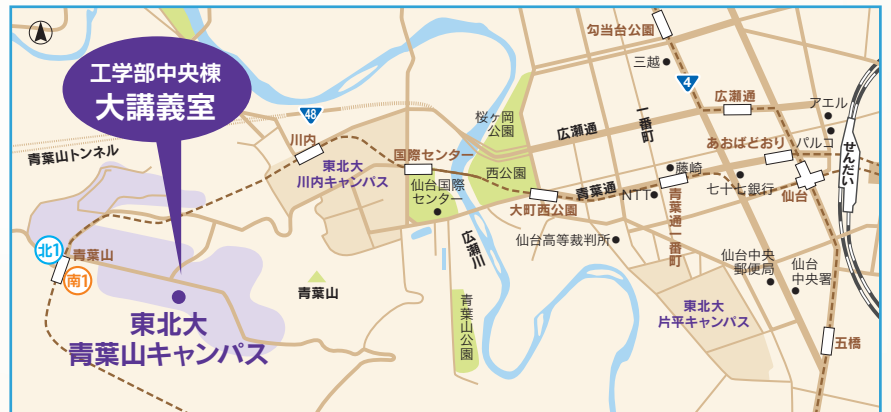 工学部中央棟
大講義室
48
川内
青葉山トンネル
東北大
川内キャンパス
国際センター
仙台国際
センター
桜ヶ岡
公園
西公園
大町西公園
広瀬通
青葉通
一番町
勾当台公園
三越
4
広瀬通
アエル
あおばどおり
パルコ
せんだい
藤崎
NTT
七十七銀行
仙台
青葉通一番町
仙台高等裁判所
広瀬川
仙台中央
郵便局
仙台
中央署
東北大
片平キャンパス
五橋
北1
青葉山
南1
東北大
青葉山キャンパス
青葉山
青葉山公園